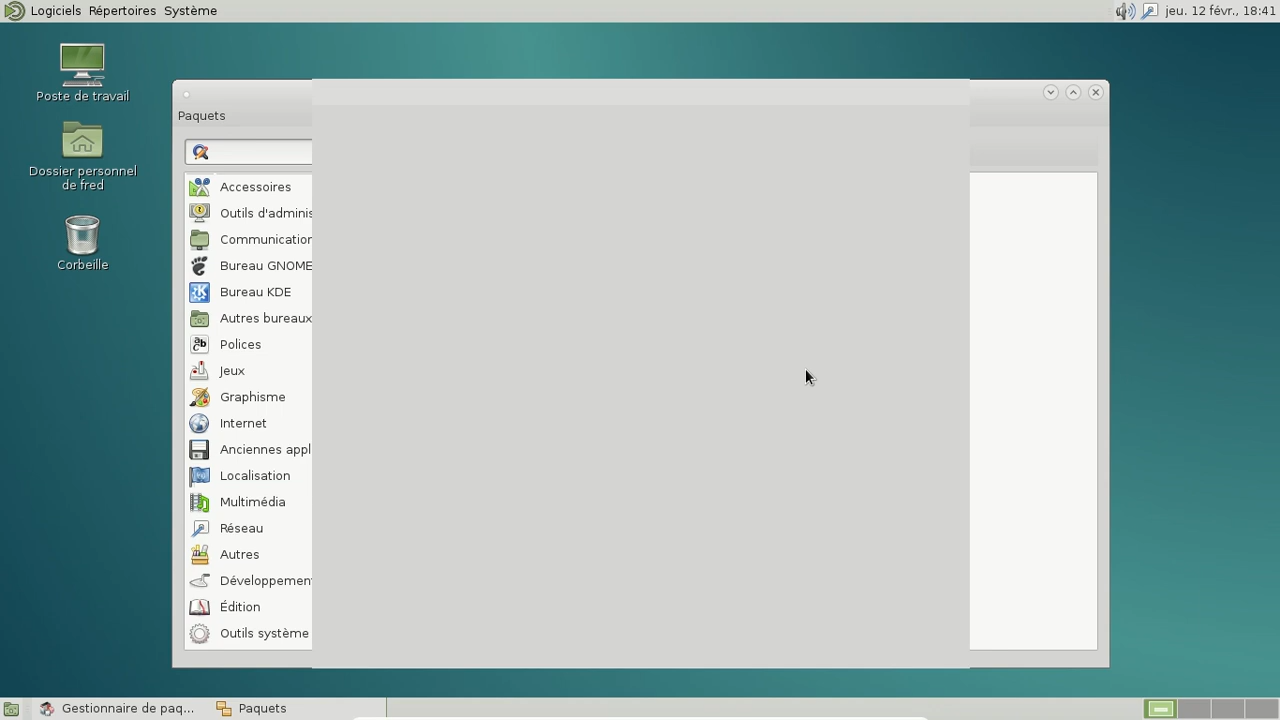 Logiciels Répertoires Système
jeu. 12 févr., 18:41
Poste de travail
Dossier personnel
de fred
Corbeille
Paquets
Accessoires
Outils d'adminis
Communication
Bureau GNOME
Bureau KDE
Autres bureaux
Polices
Jeux
Graphisme
Internet
Anciennes appl
Localisation
Multimédia
Réseau
Autres
Développemen
Édition
Outils système
Gestionnaire de paq...
Paquets